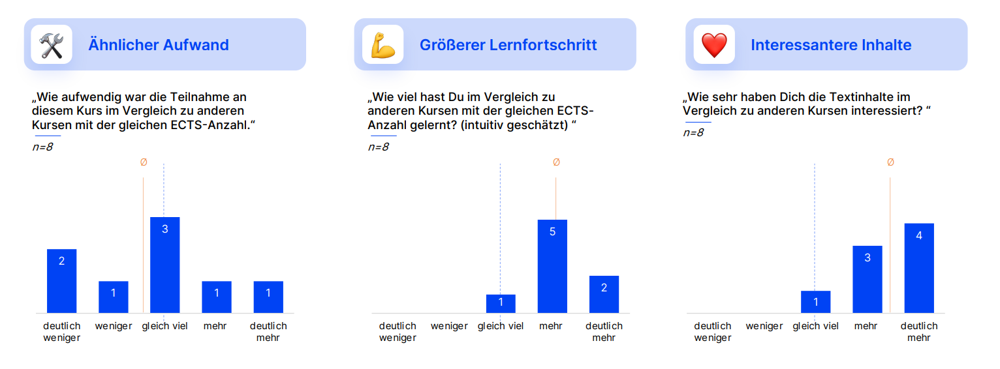 Ähnlicher Aufwand
„Wie aufwendig war die Teilnahme an
diesem Kurs im Vergleich zu anderen
Kursen mit der gleichen ECTS-Anzahl.“
n=8
Ø
2
1
3
1
1
deutlich weniger
weniger
gleich viel
mehr
deutlich mehr
Größerer Lernfortschritt
„Wie viel hast Du im Vergleich zu
anderen Kursen mit der gleichen ECTS-
Anzahl gelernt? (intuitiv geschätzt) “
n=8
Ø
1
5
2
deutlich weniger
weniger
gleich viel
mehr
deutlich mehr
Interessantere Inhalte
„Wie sehr haben Dich die Textinhalte im
Vergleich zu anderen Kursen interessiert? “
n=8
Ø
1
3
4
deutlich weniger
weniger
gleich viel
mehr
deutlich mehr